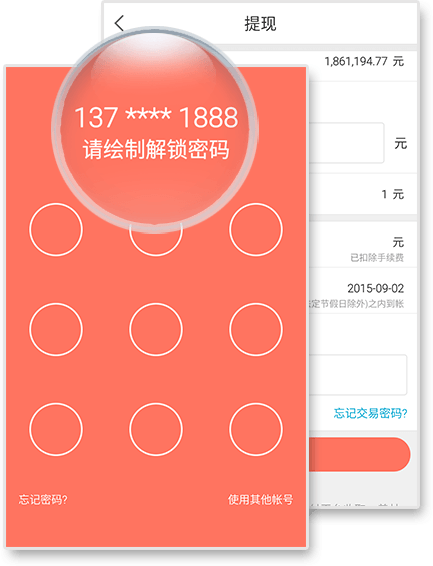 提现
1,861,194.77 元
元
1 元
元
已扣除手续费
2015-09-02
定节假日除外)之内到帐
忘记交易密码?
137 **** 1888
请绘制解锁密码
忘记密码?
使用其他帐号